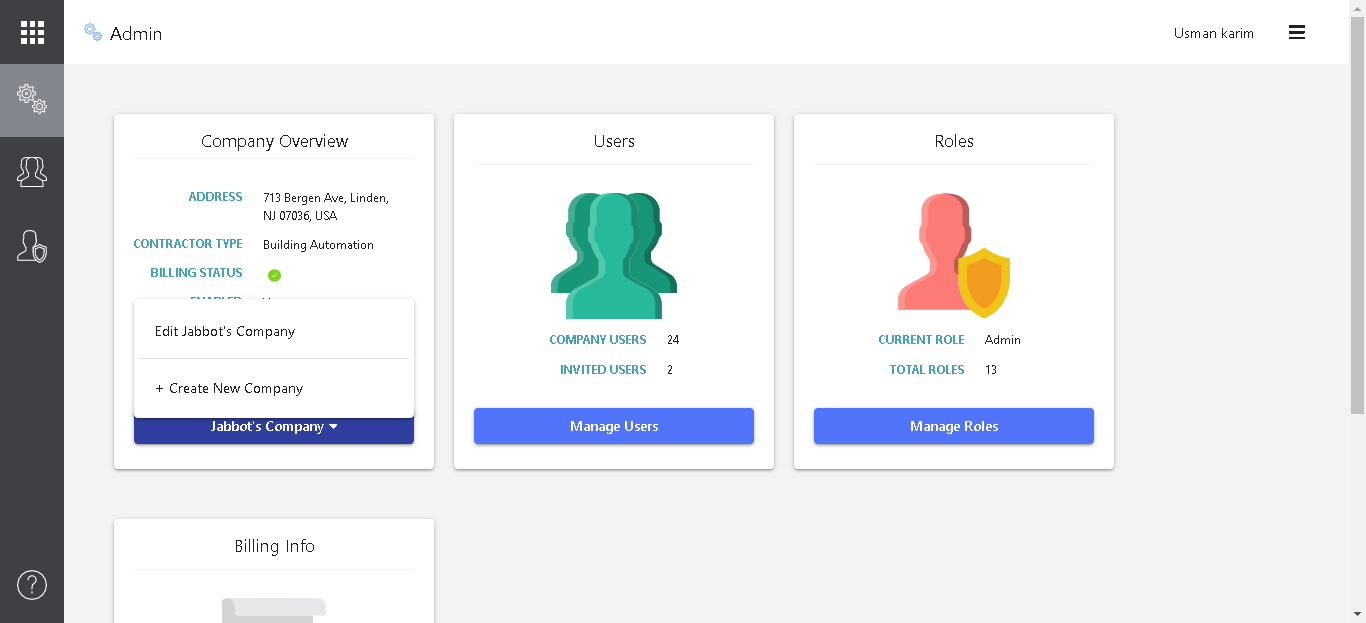 Admin
Usman karim
Company Overview
ADDRESS 713 Bergen Ave, Linden,
NJ 07036, USA
CONTRACTOR TYPE Building Automation
BILLING STATUS
Edit Jabbot's Company
+ Create New Company
Jabbot's Company
Users
COMPANY USERS 24
INVITED USERS 2
Manage Users
Roles
CURRENT ROLE Admin
TOTAL ROLES 13
Manage Roles
Billing Info
?